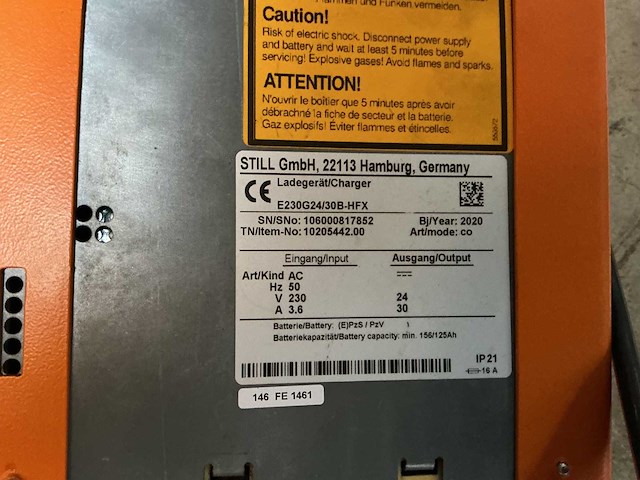 Flammen und Funken vermeiden.
Caution!
Risk of electric shock. Disconnect power supply
and battery and wait at least 5 minutes before
servicing! Explosive gases! Avoid flames and sparks.
ATTENTION!
N'ouvrir le boîtier que 5 minutes après avoir
débranché la fiche de secteur et la batterie.
Gaz explosifs! Éviter flammes et étincelles.
STILL GmbH, 22113 Hamburg, Germany
CE Ladegerät/Charger
E230G24/30B-HFX
SN/SNo: 106000817852 Bj/Year: 2020
TN/Item-No: 10205442.00 Art/mode: co
Eingang/Input Ausgang/Output
Art/Kind AC
Hz 50
V 230 24
A 3.6 30
Batterie/Battery: (E)PzS / PzV
Batteriekapazität/Battery capacity: min. 156/125Ah
IP21
16 A
146 FE 1461